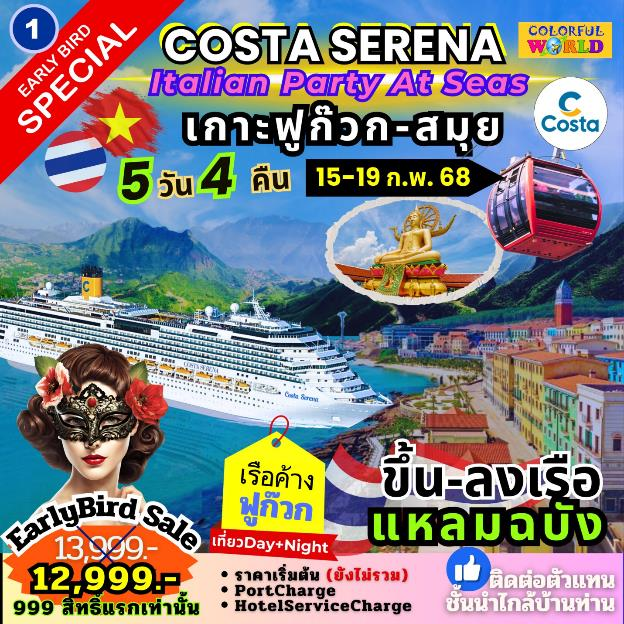 1
EARLY BIRD
SPECIAL
COSTA SERENA
COLORFUL
WORLD
Italian Party At Seas
Costa
เกาะฟูก๊วก-สมุย
5 วัน 4 คืน
15-19 ก.พ. 68
C
COSTA SERENA
Costa Serena
EarlyBird Sale
13,999.-
12,999.-
999 สิทธิ์แรกเท่านั้น
เรือค้าง
ฟูก๊วก
เที่ยวDay+Night
ขึ้น-ลงเรือ
แหลมฉบัง
• ราคาเริ่มต้น (ยังไม่รวม)
• PortCharge
• HotelServiceCharge
ติดต่อตัวแทน
ชั้นนำใกล้บ้านท่าน